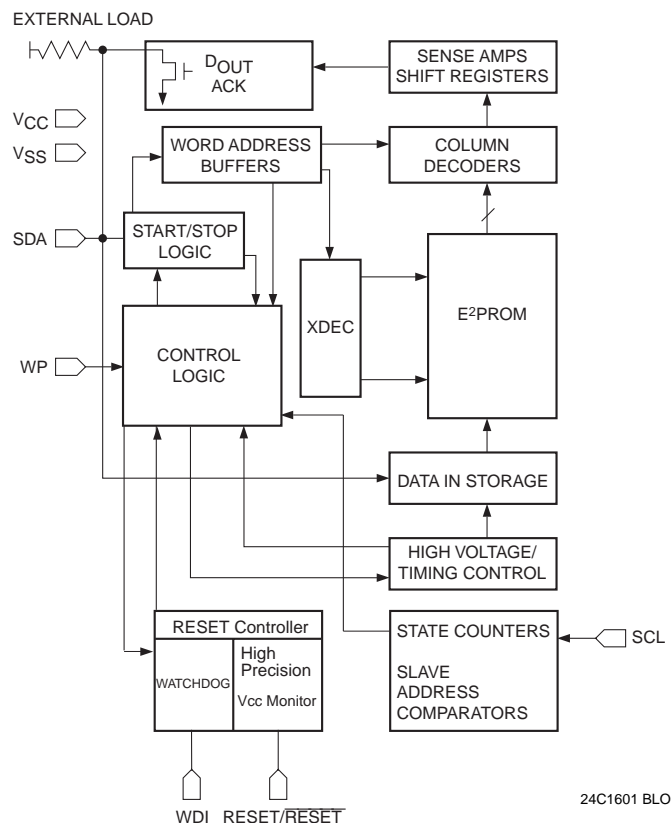 EXTERNAL LOAD
DOUT
ACK
SENSE AMPS
SHIFT REGISTERS
VCC
VSS
WORD ADDRESS
BUFFERS
COLUMN
DECODERS
SDA
START/STOP
LOGIC
XDEC
E2PROM
WP
CONTROL
LOGIC
DATA IN STORAGE
HIGH VOLTAGE/
TIMING CONTROL
RESET Controller
WATCHDOG
High
Precision
Vcc Monitor
STATE COUNTERS
SLAVE
ADDRESS
COMPARATORS
SCL
WDI
RESET/RESET
24C1601 BLO